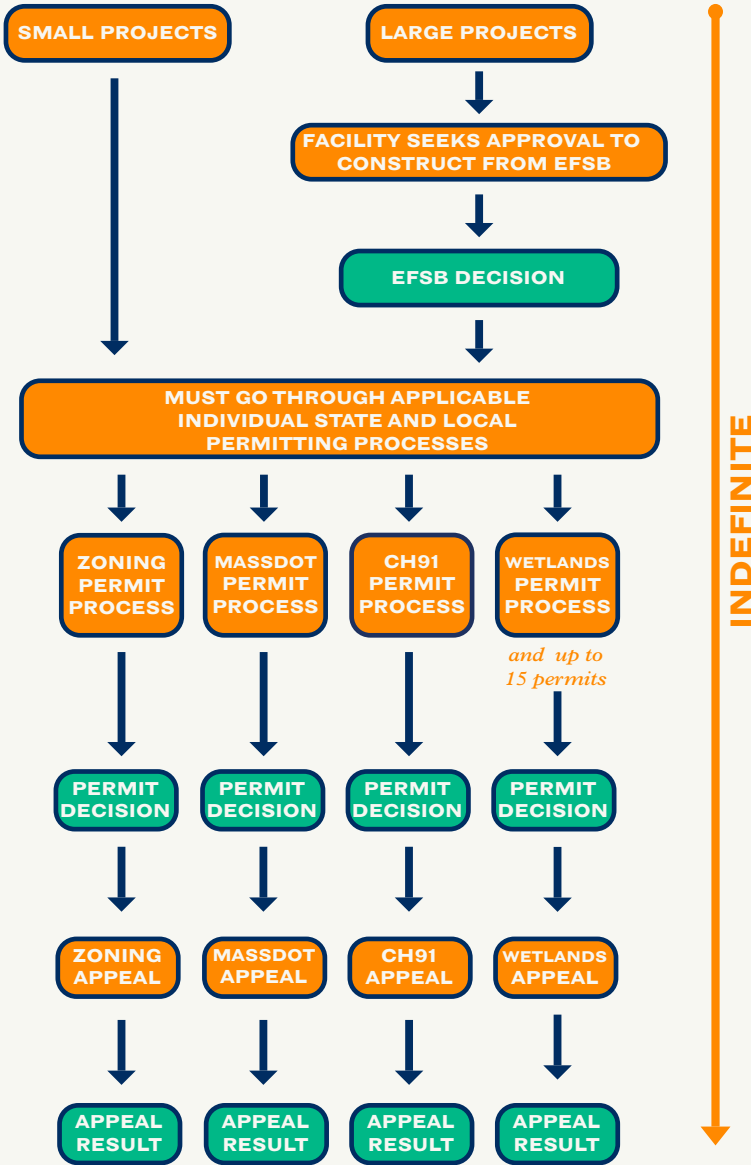 SMALL PROJECTS
LARGE PROJECTS
FACILITY SEEKS APPROVAL TO
CONSTRUCT FROM EFSB
EFSB DECISION
MUST GO THROUGH APPLICABLE
INDIVIDUAL STATE AND LOCAL
PERMITTING PROCESSES
ZONING
PERMIT
PROCESS
MASSDOT
PERMIT
PROCESS
CH91
PERMIT
PROCESS
WETLANDS
PERMIT
PROCESS
and up to
15 permits
PERMIT
DECISION
PERMIT
DECISION
PERMIT
DECISION
PERMIT
DECISION
ZONING
APPEAL
MASSDOT
APPEAL
CH91
APPEAL
WETLANDS
APPEAL
APPEAL
RESULT
APPEAL
RESULT
APPEAL
RESULT
APPEAL
RESULT
INDEFINITE